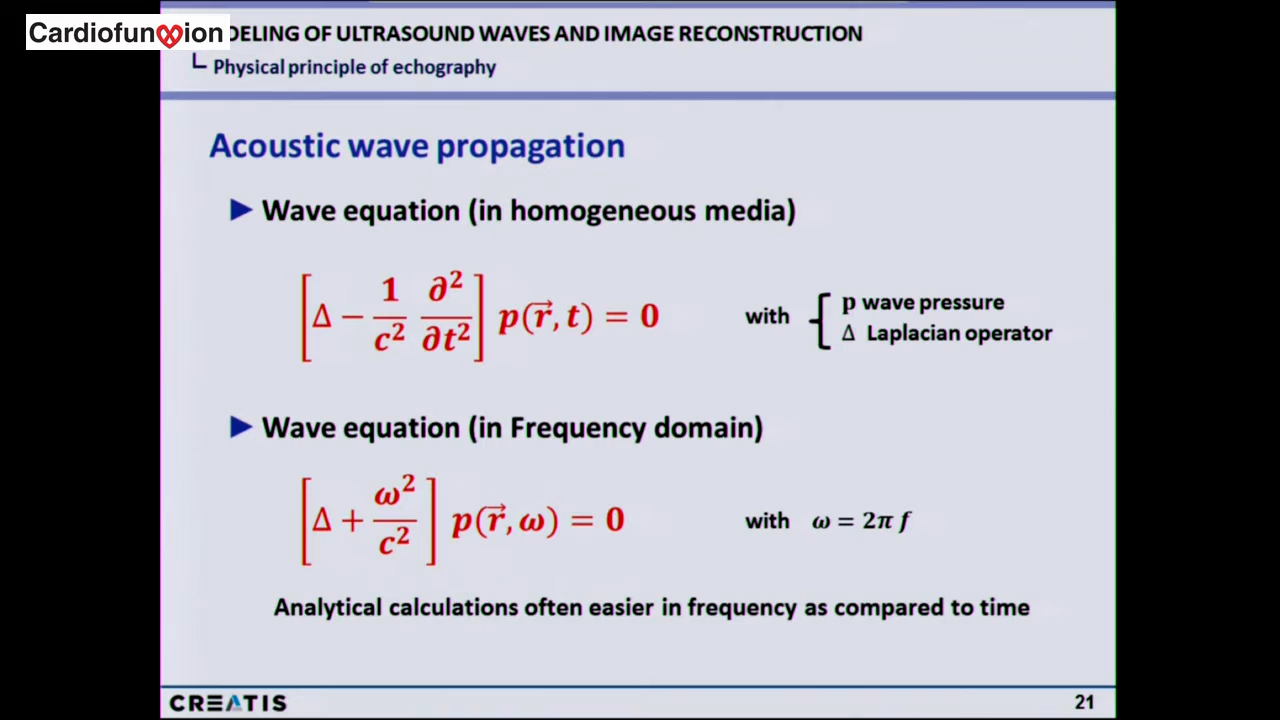 CardiofunXion
DELING OF ULTRASOUND WAVES AND IMAGE RECONSTRUCTION
Physical principle of echography
Acoustic wave propagation
► Wave equation (in homogeneous media)
[Δ − 1/c² ∂²/∂t²] p(r⃗, t) = 0 with { p wave pressure
Δ Laplacian operator
► Wave equation (in Frequency domain)
[Δ + ω²/c²] p(r⃗, ω) = 0 with ω = 2π f
Analytical calculations often easier in frequency as compared to time
CREATIS 21